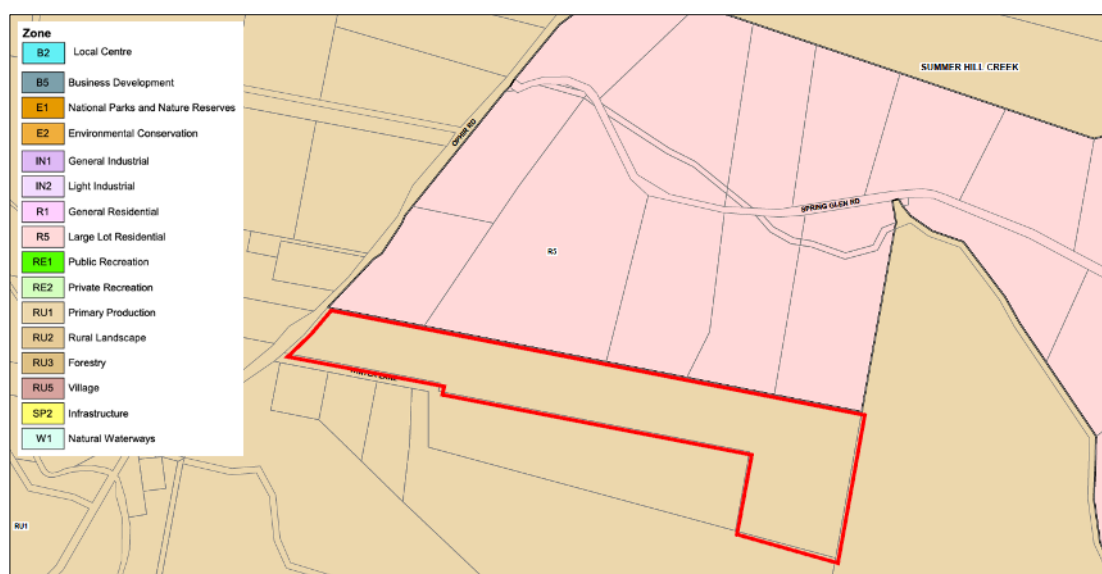 Zone
B2 Local Centre
B5 Business Development
E1 National Parks and Nature Reserves
E2 Environmental Conservation
IN1 General Industrial
IN2 Light Industrial
R1 General Residential
R5 Large Lot Residential
RE1 Public Recreation
RE2 Private Recreation
RU1 Primary Production
RU2 Rural Landscape
RU3 Forestry
RU5 Village
SP2 Infrastructure
W1 Natural Waterways
SUMMER HILL CREEK
OPHIR RD
SPRING GLEN RD
R5
RU1